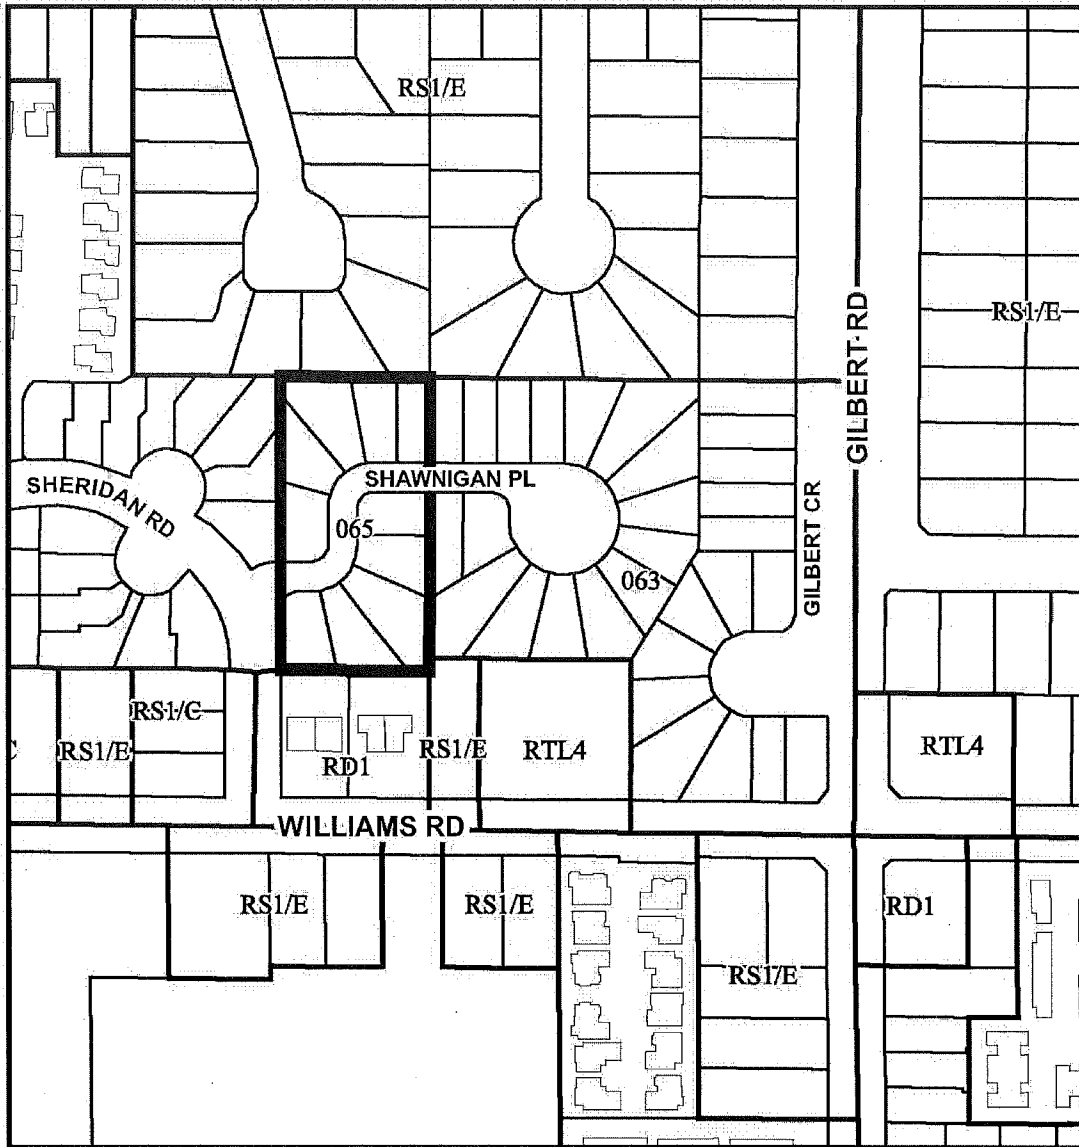 RS1/E
RS1/E
GILBERT RD
SHAWNIGAN PL
SHERIDAN RD
065
GILBERT CR
063
RS1/C
RS1/E
RD1
RS1/E
RTL4
RTL4
WILLIAMS RD
RS1/E
RS1/E
RD1
RS1/E